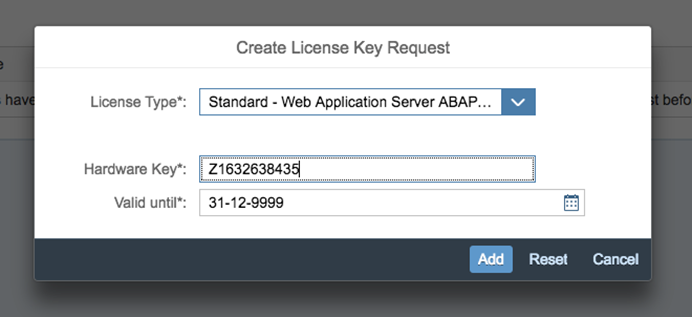 Create License Key Request
e
License Type*: Standard - Web Application Server ABAP...
s have
st befo
Hardware Key*: Z1632638435
Valid until*: 31-12-9999
Add Reset Cancel